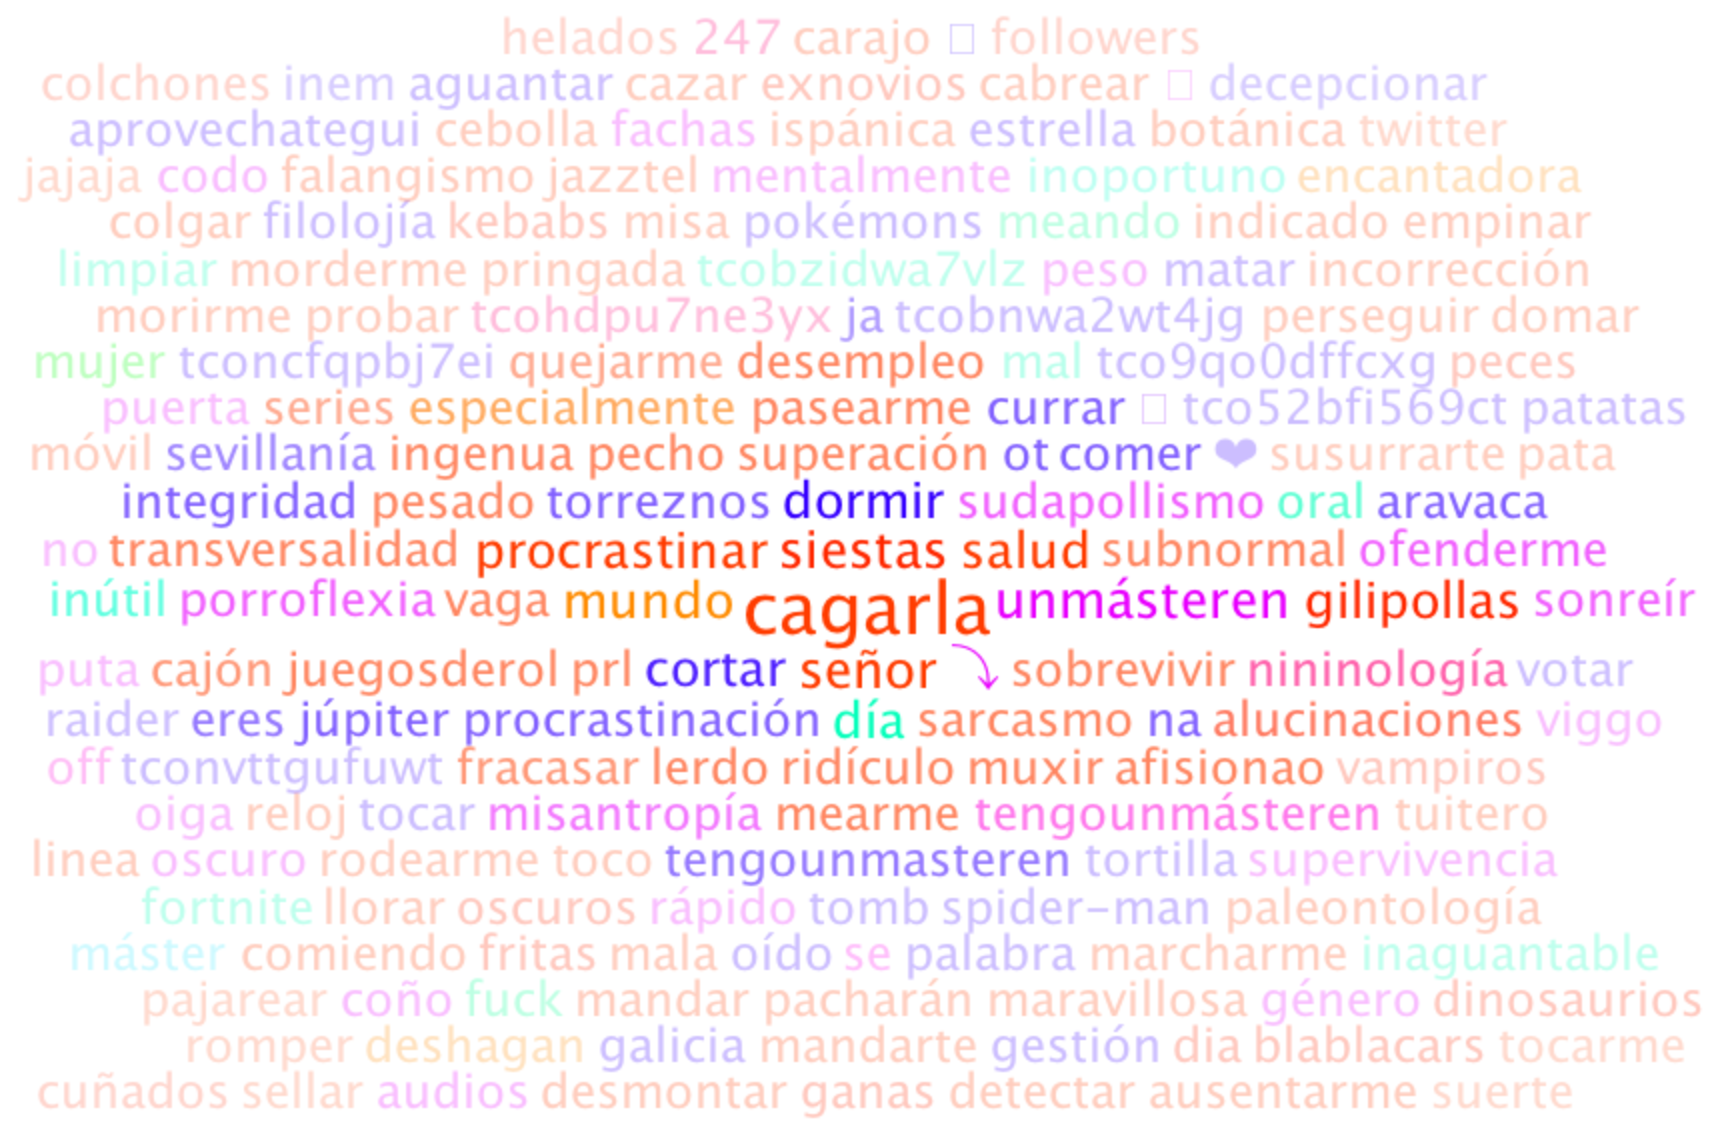 helados 247 carajo □ followers
colchones inem aguantar cazar exnovios cabrear □ decepcionar
aprovechategui cebolla fachas ispánica estrella botánica twitter
jajaja codo falangismo jazztel mentalmente inoportuno encantadora
colgar filolojía kebabs misa pokémons meando indicado empinar
limpiar morderme pringada tcobzidwa7vlz peso matar incorrección
morirme probar tcohdpu7ne3yx ja tcobnwa2wt4jg perseguir domar
mujer tconcfqpbj7ei quejarme desempleo mal tco9qo0dffcxg peces
puerta series especialmente pasearme currar □ tco52bfi569ct patatas
móvil sevillanía ingenua pecho superación ot comer ❤ susurrarte pata
integridad pesado torreznos dormir sudapollismo oral aravaca
no transversalidad procrastinar siestas salud subnormal ofenderme
inútil porroflexia vaga mundo cagarla unmásteren gilipollas sonreír
puta cajón juegosderol prl cortar señor ⤵ sobrevivir nininología votar
raider eres júpiter procrastinación día sarcasmo na alucinaciones viggo
off tconvttgufuwt fracasar lerdo ridículo muxir afisionao vampiros
oiga reloj tocar misantropía mearme tengounmásteren tuitero
linea oscuro rodearme toco tengounmasteren tortilla supervivencia
fortnite llorar oscuros rápido tomb spider-man paleontología
máster comiendo fritas mala oído se palabra marcharme inaguantable
pajarear coño fuck mandar pacharán maravillosa género dinosaurios
romper deshagan galicia mandarte gestión dia blablacars tocarme
cuñados sellar audios desmontar ganas detectar ausentarme suerte